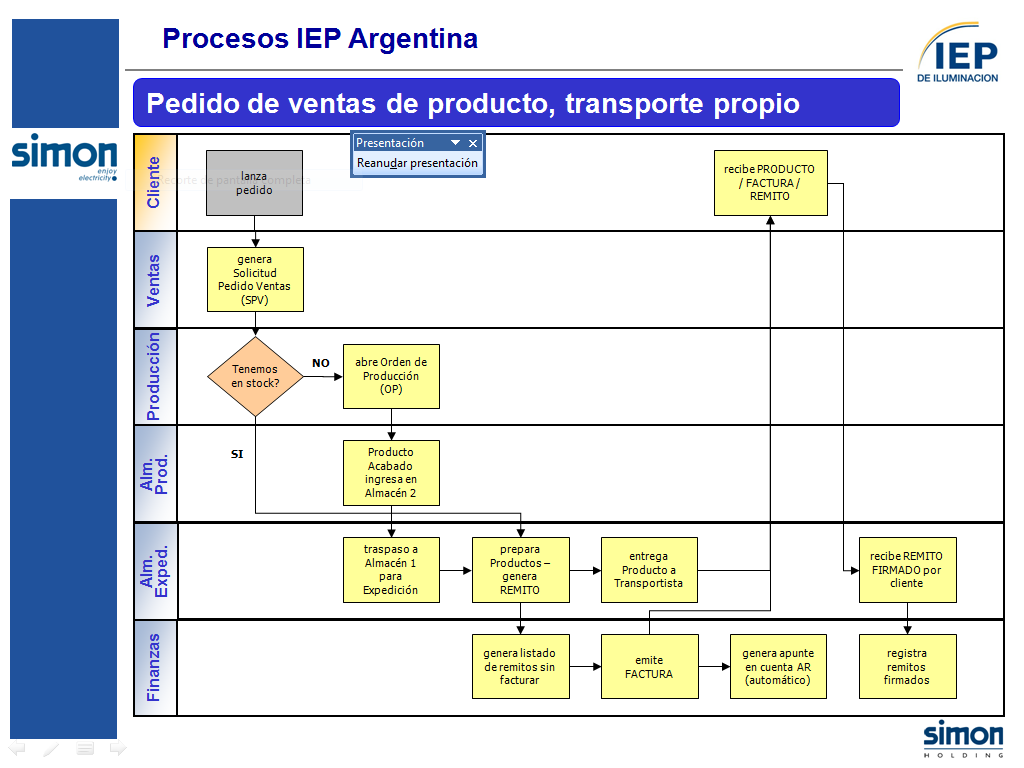 Procesos IEP Argentina
IEP
DE ILUMINACION
Pedido de ventas de producto, transporte propio
simon
enjoy
electricity
Presentación
Reanudar presentación
Recorte de pantalla completa
Cliente
lanza
pedido
recibe PRODUCTO
/ FACTURA /
REMITO
Ventas
genera
Solicitud
Pedido Ventas
(SPV)
Producción
Tenemos
en stock?
NO
abre Orden de
Producción
(OP)
Alm.
Prod.
SI
Producto
Acabado
ingresa en
Almacén 2
Alm.
Exped.
traspaso a
Almacén 1
para
Expedición
prepara
Productos –
genera
REMITO
entrega
Producto a
Transportista
recibe REMITO
FIRMADO por
cliente
Finanzas
genera listado
de remitos sin
facturar
emite
FACTURA
genera apunte
en cuenta AR
(automático)
registra
remitos
firmados
simon
HOLDING